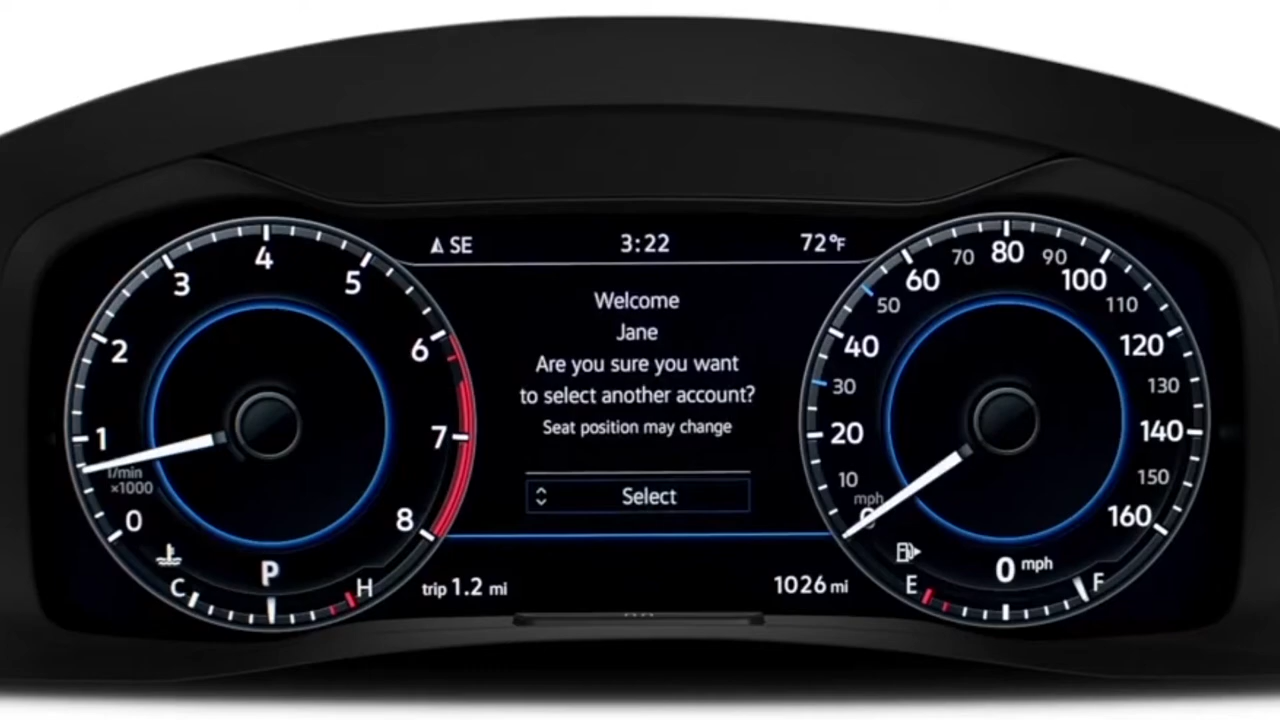 SE 3:22 72°F
Welcome
Jane
Are you sure you want
to select another account?
Seat position may change
Select
trip 1.2 mi 1026 mi
0 1 2 3 4 5 6 7 8
1/min
×1000
P
C H
0 10 20 30 40 50 60 70 80 90 100 110 120 130 140 150 160
mph
0 mph
E F